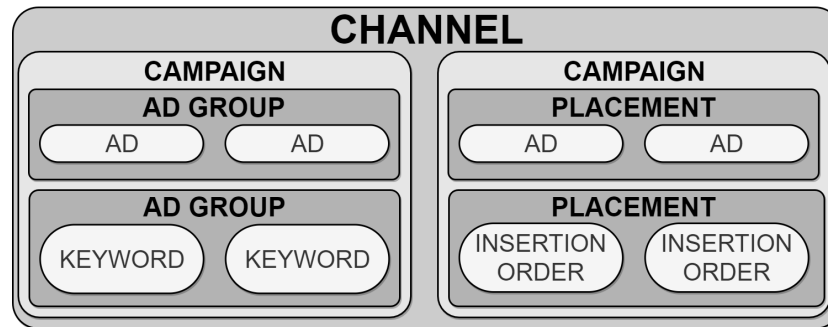 CHANNEL
CAMPAIGN
AD GROUP
AD
AD
AD GROUP
KEYWORD
KEYWORD
CAMPAIGN
PLACEMENT
AD
AD
PLACEMENT
INSERTION
ORDER
INSERTION
ORDER